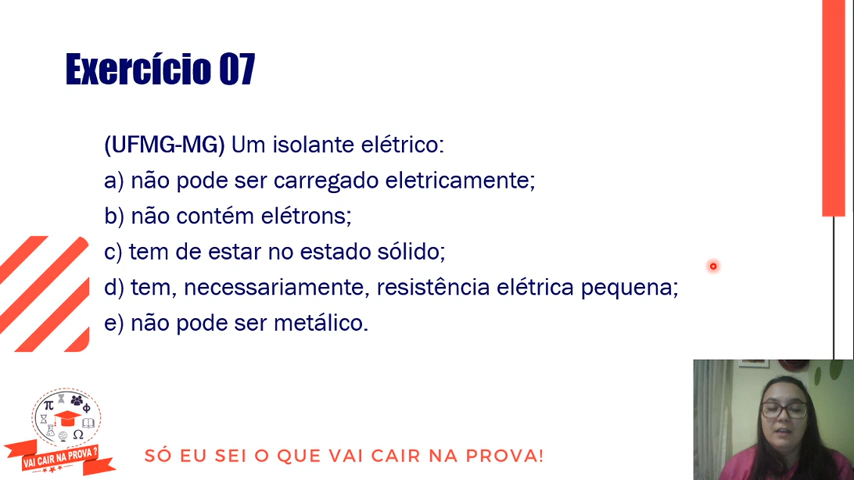 Exercício 07
(UFMG-MG) Um isolante elétrico:
a) não pode ser carregado eletricamente;
b) não contém elétrons;
c) tem de estar no estado sólido;
d) tem, necessariamente, resistência elétrica pequena;
e) não pode ser metálico.
π
Φ
Ω
VAI CAIR NA PROVA ?
SÓ EU SEI O QUE VAI CAIR NA PROVA!